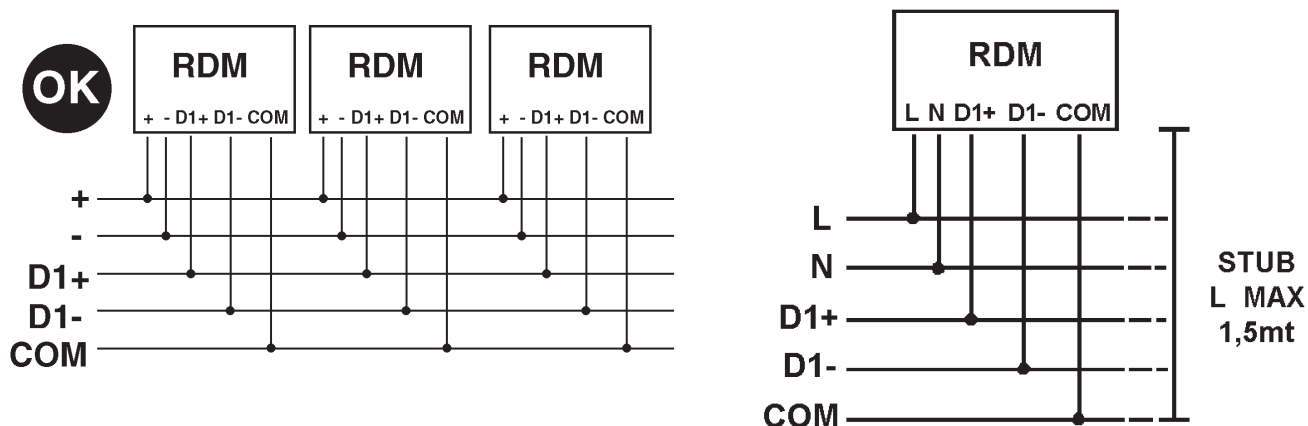 OK
RDM
+ - D1+ D1- COM
RDM
+ - D1+ D1- COM
RDM
+ - D1+ D1- COM
+
-
D1+
D1-
COM
RDM
L N D1+ D1- COM
L
N
D1+
D1-
COM
STUB
L MAX
1,5mt